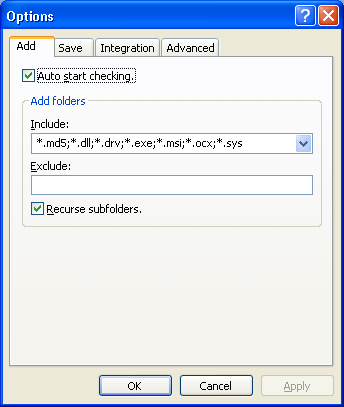 Options
Add Save Integration Advanced
Auto start checking.
Add folders
Include:
*.md5;*.dll;*.drv;*.exe;*.msi;*.ocx;*.sys
Exclude:
Recurse subfolders.
OK Cancel Apply